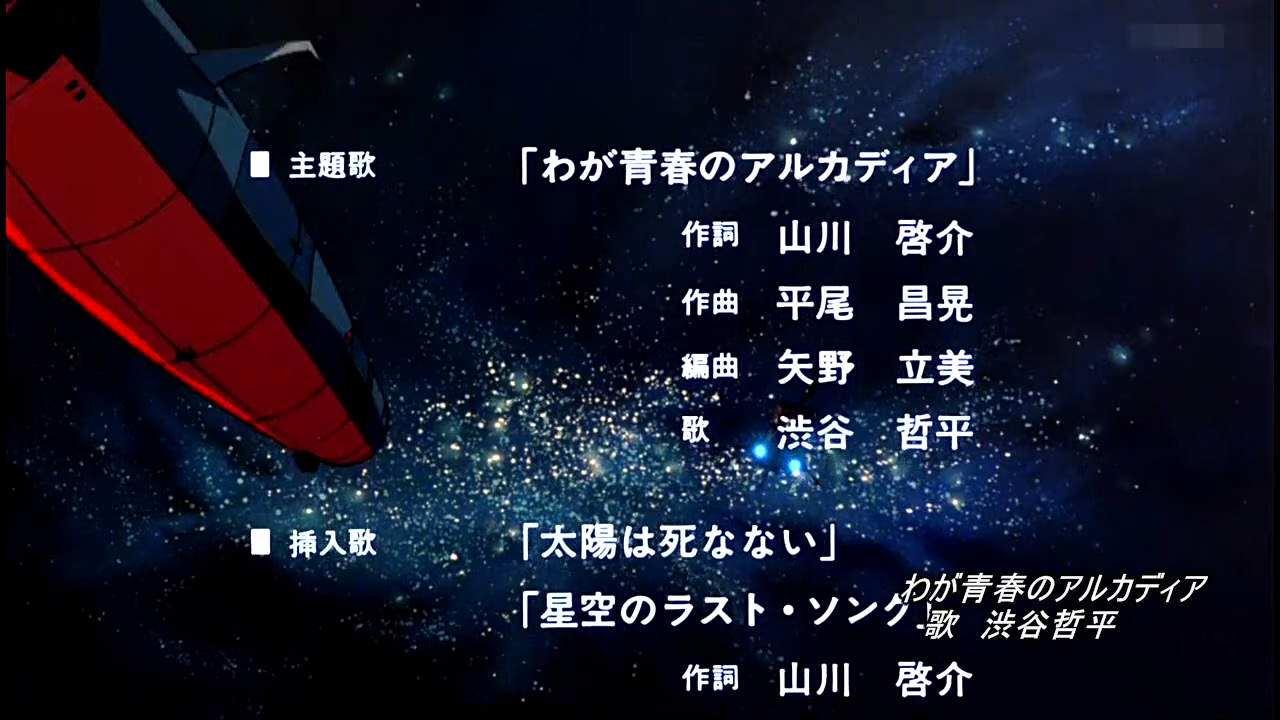 ■ 主題歌 「わが青春のアルカディア」
作詞 山川 啓介
作曲 平尾 昌晃
編曲 矢野 立美
歌 渋谷 哲平
■ 挿入歌 「太陽は死なない」
「星空のラスト・ソング」
作詞 山川 啓介
わが青春のアルカディア
歌 渋谷哲平